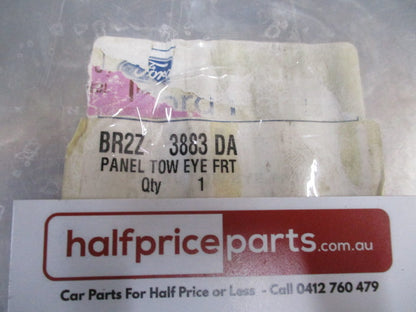 BR2Z 3883 DA
PANEL TOW EYE FRT
Qty 1
halfpriceparts.com.au
Car Parts For Half Price or Less - Call 0412 760 479